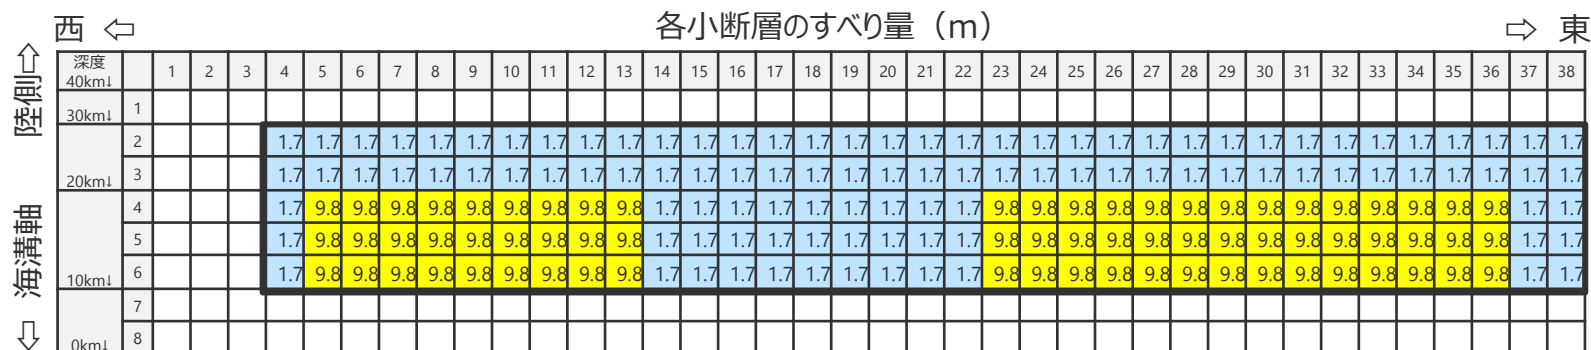 各小断層のすべり量（m）
西 ⇦ ⇨ 東
陸側⇨
海溝軸 ⇦
深度 40km↓ 1 2 3 4 5 6 7 8 9 10 11 12 13 14 15 16 17 18 19 20 21 22 23 24 25 26 27 28 29 30 31 32 33 34 35 36 37 38
30km↓ 1
2 1.7 1.7 1.7 1.7 1.7 1.7 1.7 1.7 1.7 1.7 1.7 1.7 1.7 1.7 1.7 1.7 1.7 1.7 1.7 1.7 1.7 1.7 1.7 1.7 1.7 1.7 1.7 1.7 1.7 1.7 1.7 1.7 1.7 1.7 1.7
20km↓ 3 1.7 1.7 1.7 1.7 1.7 1.7 1.7 1.7 1.7 1.7 1.7 1.7 1.7 1.7 1.7 1.7 1.7 1.7 1.7 1.7 1.7 1.7 1.7 1.7 1.7 1.7 1.7 1.7 1.7 1.7 1.7 1.7 1.7 1.7 1.7
4 1.7 9.8 9.8 9.8 9.8 9.8 9.8 9.8 9.8 9.8 1.7 1.7 1.7 1.7 1.7 1.7 1.7 1.7 1.7 9.8 9.8 9.8 9.8 9.8 9.8 9.8 9.8 9.8 9.8 9.8 9.8 9.8 9.8 1.7 1.7
5 1.7 9.8 9.8 9.8 9.8 9.8 9.8 9.8 9.8 9.8 1.7 1.7 1.7 1.7 1.7 1.7 1.7 1.7 1.7 9.8 9.8 9.8 9.8 9.8 9.8 9.8 9.8 9.8 9.8 9.8 9.8 9.8 9.8 1.7 1.7
10km↓ 6 1.7 9.8 9.8 9.8 9.8 9.8 9.8 9.8 9.8 9.8 1.7 1.7 1.7 1.7 1.7 1.7 1.7 1.7 1.7 9.8 9.8 9.8 9.8 9.8 9.8 9.8 9.8 9.8 9.8 9.8 9.8 9.8 9.8 1.7 1.7
7
0km↓ 8